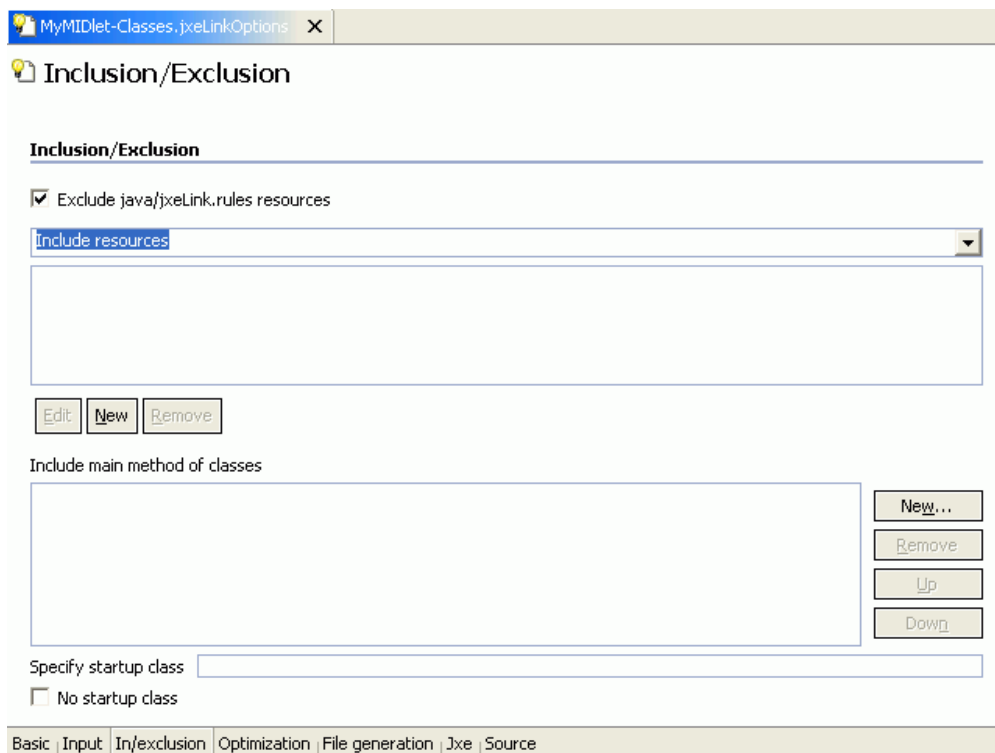 MyMIDlet-Classes.jxeLinkOptions
Inclusion/Exclusion
Inclusion/Exclusion
Exclude java/jxeLink.rules resources
Include resources
Edit New Remove
Include main method of classes
New...
Remove
Up
Down
Specify startup class
No startup class
Basic Input In/exclusion Optimization File generation Jxe Source